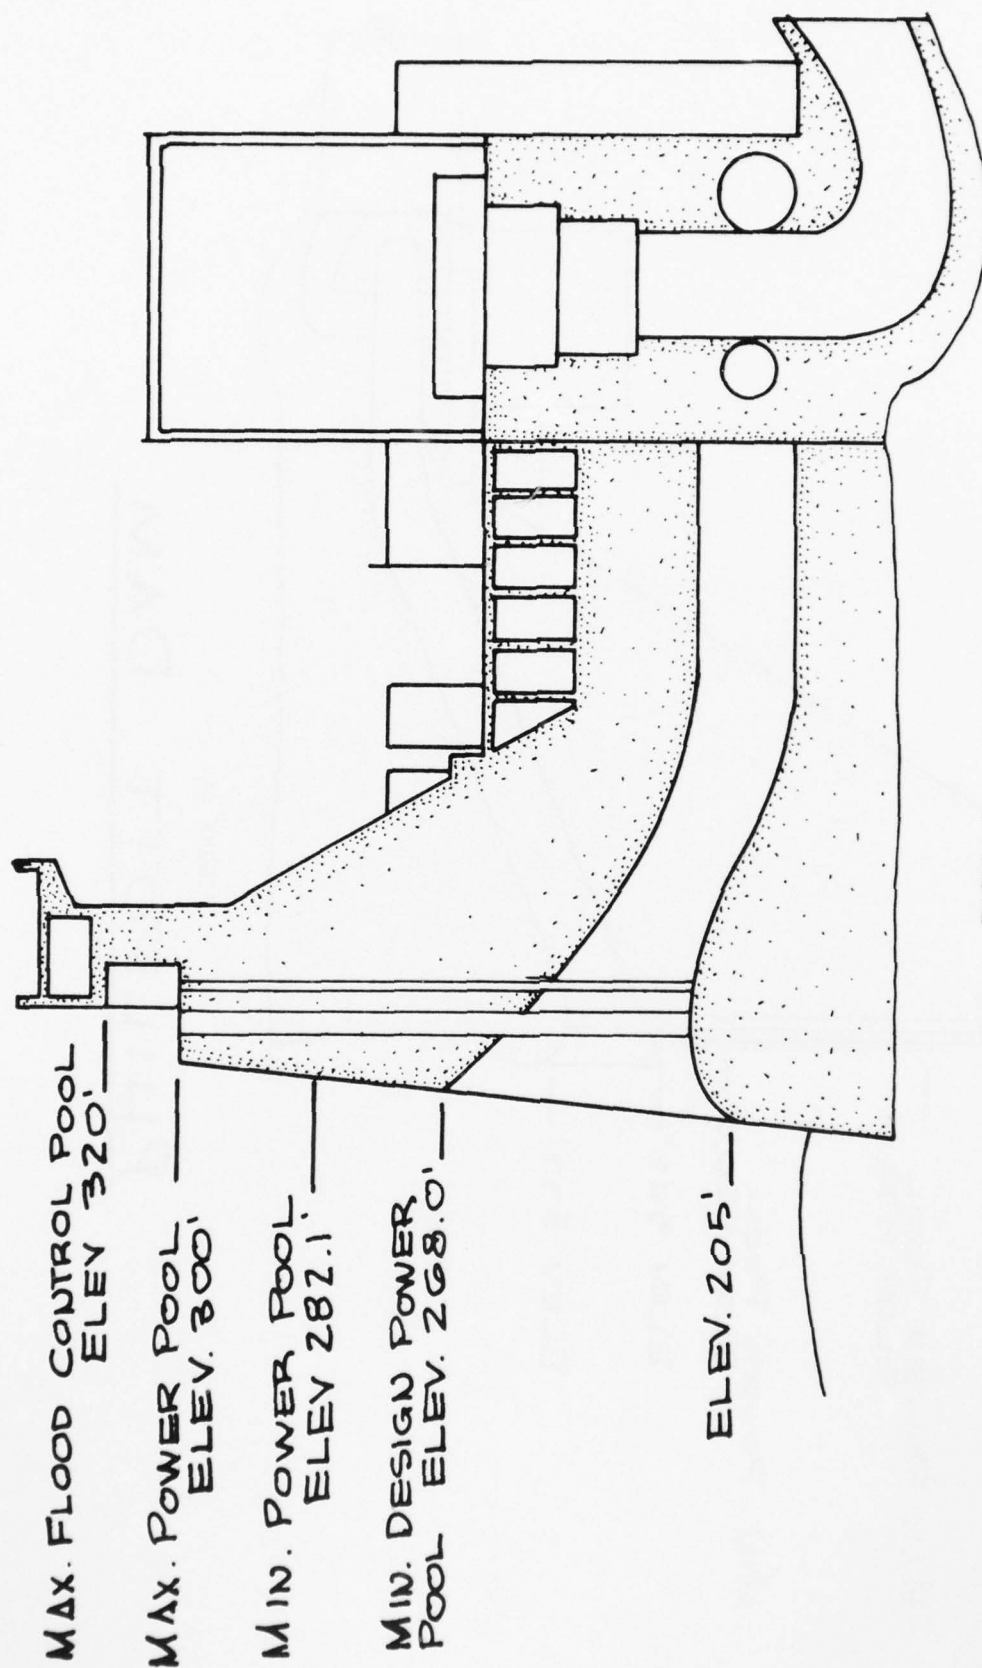 MAX. FLOOD CONTROL POOL
ELEV 320'
MAX. POWER POOL
ELEV. 300'
MIN. POWER POOL
ELEV 282.1'
MIN. DESIGN POWER
POOL ELEV. 268.0'
ELEV. 205'